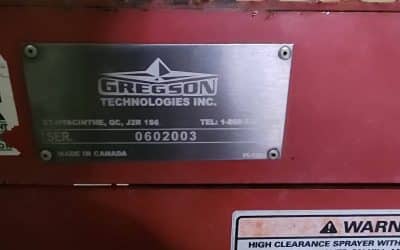 GREGSON
TECHNOLOGIES INC.
ST-HYACINTHE, QC, J2R 1S6 TEL: 1-800-
SER. 0602003
MADE IN CANADA
WARN
HIGH CLEARANCE SPRAYER WITH